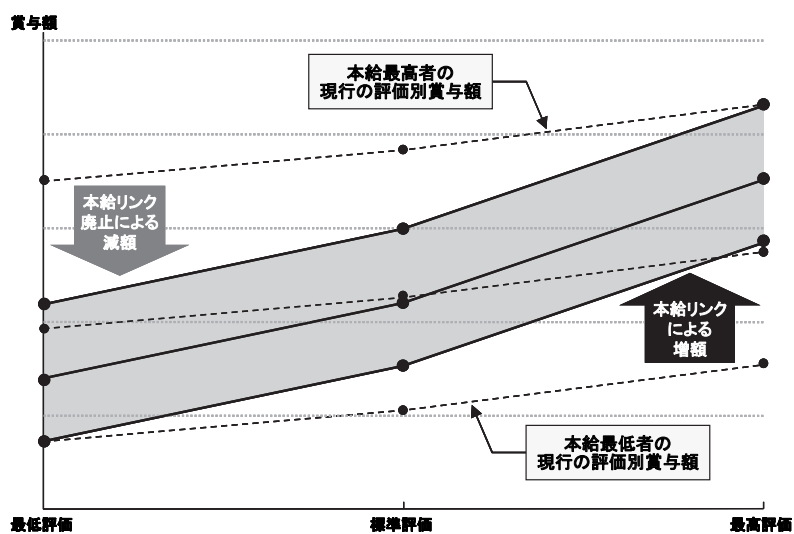 賞与額
本給最高者の
現行の評価別賞与額
本給リンク
廃止による
減額
本給リンク
による
増額
本給最低者の
現行の評価別賞与額
最低評価
標準評価
最高評価